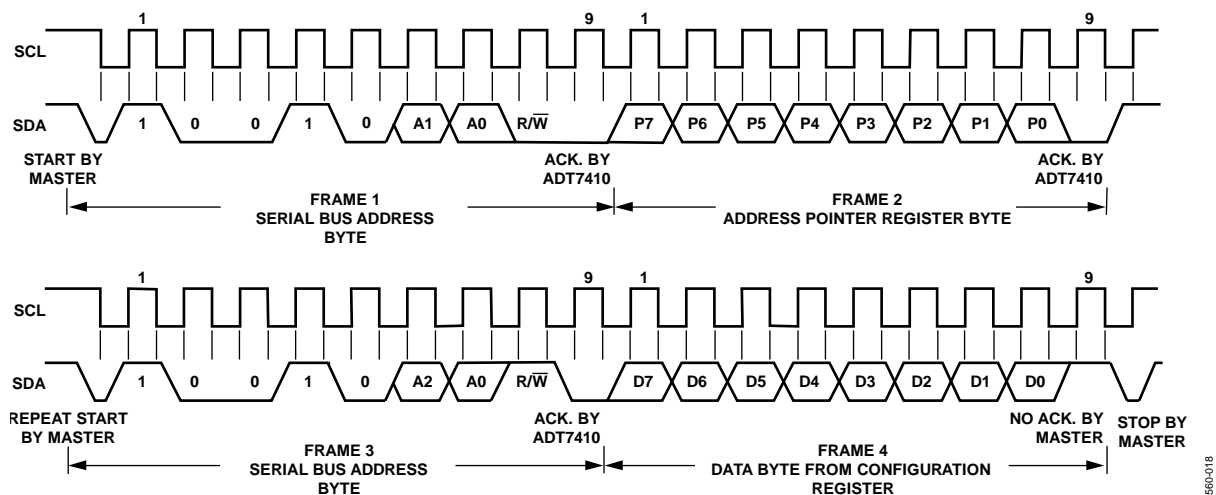 1 9 1 9
SCL
SDA 1 0 0 1 0 A1 A0 R/W̅ P7 P6 P5 P4 P3 P2 P1 P0
START BY
MASTER
ACK. BY
ADT7410
ACK. BY
ADT7410
FRAME 1
SERIAL BUS ADDRESS
BYTE
FRAME 2
ADDRESS POINTER REGISTER BYTE
1 9 1 9
SCL
SDA 1 0 0 1 0 A2 A0 R/W̅ D7 D6 D5 D4 D3 D2 D1 D0
REPEAT START
BY MASTER
ACK. BY
ADT7410
NO ACK. BY
MASTER
STOP BY
MASTER
FRAME 3
SERIAL BUS ADDRESS
BYTE
FRAME 4
DATA BYTE FROM CONFIGURATION
REGISTER
560-018